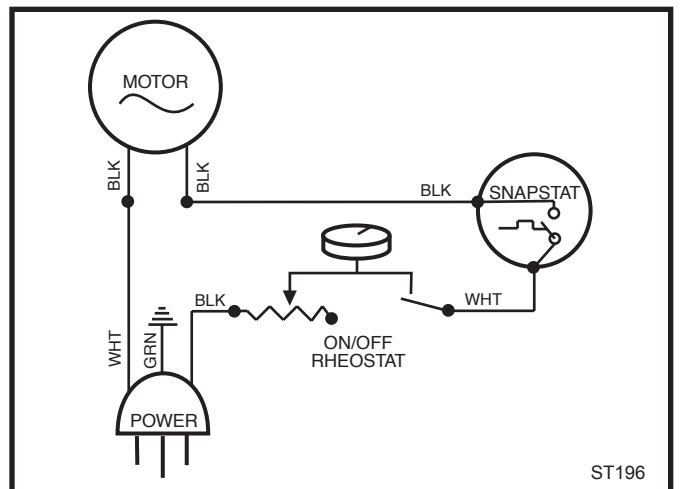 MOTOR
BLK
BLK
BLK
SNAPSTAT
BLK
WHT
ON/OFF
RHEOSTAT
WHT
GRN
POWER
ST196